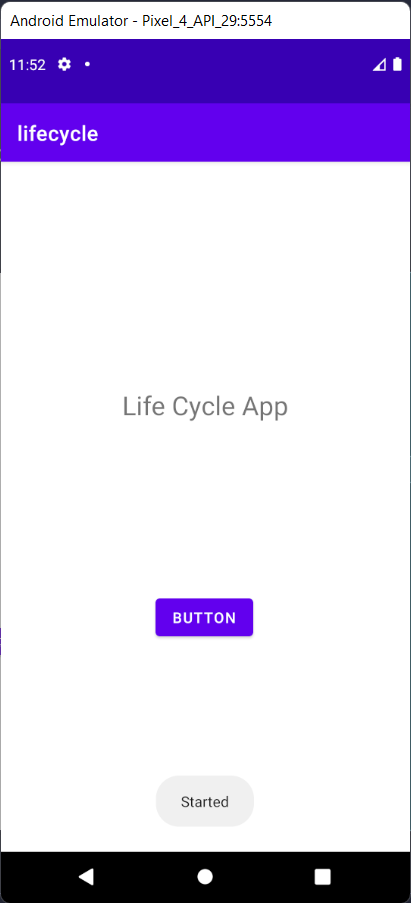 Android Emulator - Pixel_4_API_29:5554
11:52
lifecycle
Life Cycle App
BUTTON
Started